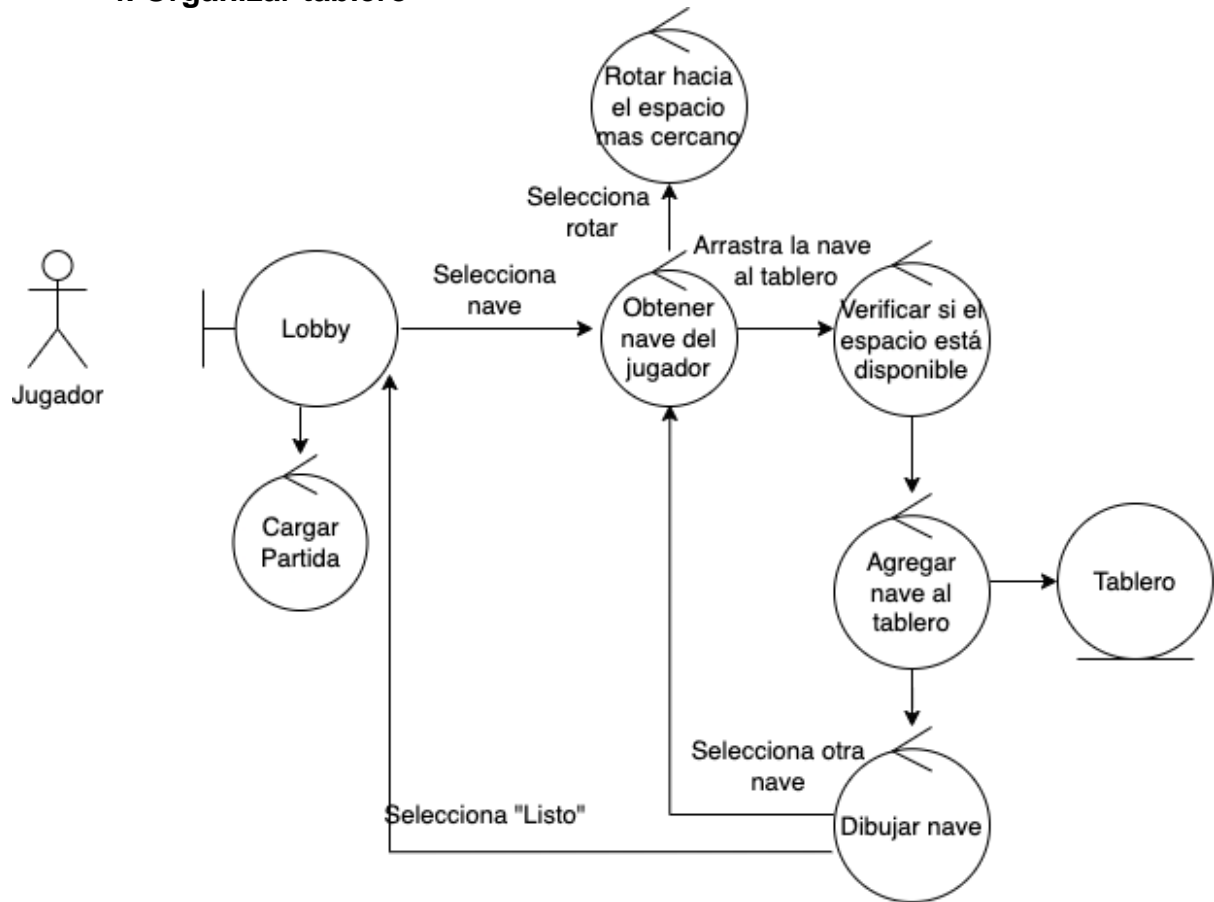 Organizar tablero
Rotar hacia
el espacio
mas cercano
Selecciona
rotar
Arrastra la nave
al tablero
Selecciona
nave
Lobby
Obtener
nave del
jugador
Verificar si el
espacio está
disponible
Jugador
Cargar
Partida
Agregar
nave al
tablero
Tablero
Selecciona otra
nave
Selecciona "Listo"
Dibujar nave